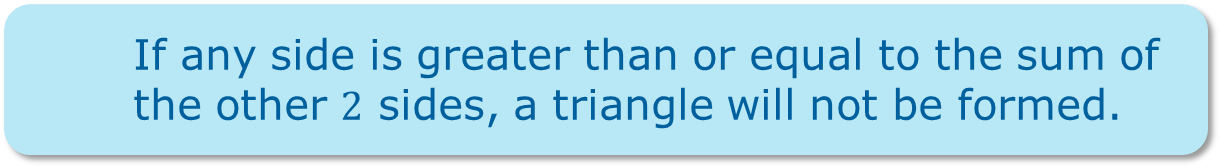 If any side is greater than or equal to the sum of
the other 2 sides, a triangle will not be formed.